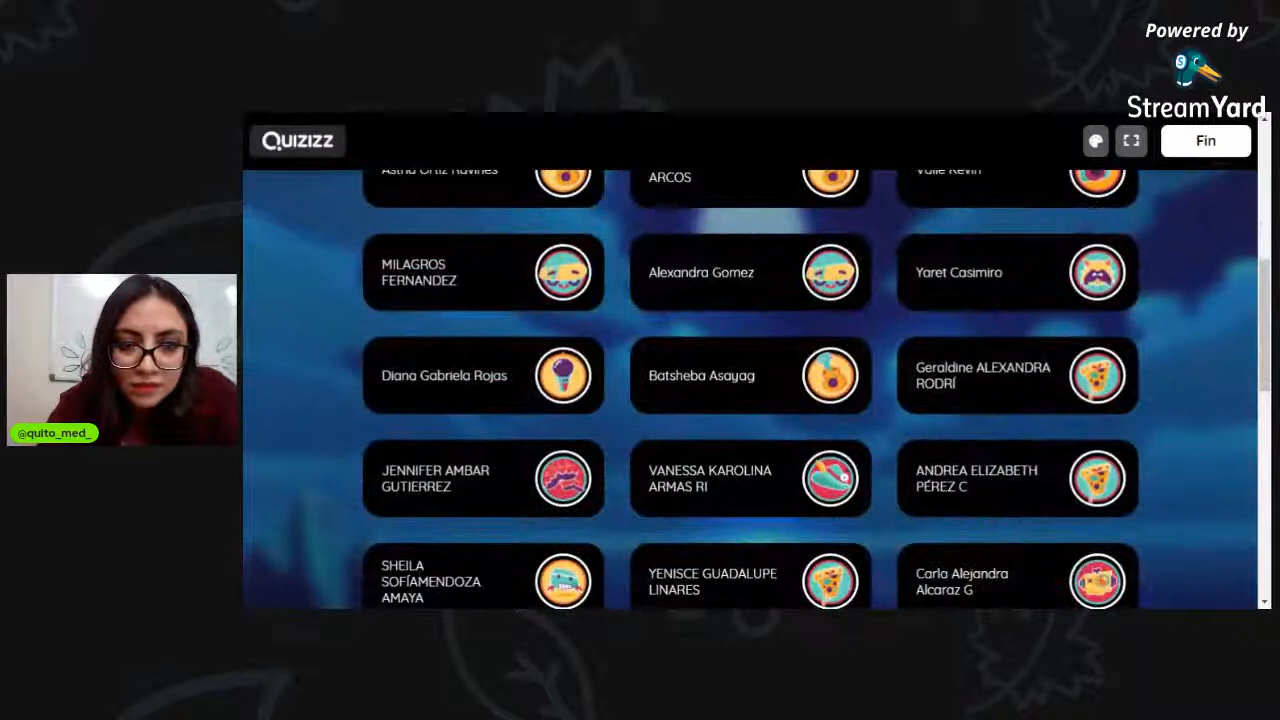 Powered by
StreamYard
QUIZIZZ
Fin
ARCOS
MILAGROS
FERNANDEZ
Alexandra Gomez
Yaret Casimiro
Diana Gabriela Rojas
Batsheba Asayag
Geraldine ALEXANDRA
RODRÍ
JENNIFER AMBAR
GUTIERREZ
VANESSA KAROLINA
ARMAS RI
ANDREA ELIZABETH
PÉREZ C
SHEILA
SOFÍAMENDOZA
AMAYA
YENISCE GUADALUPE
LINARES
Carla Alejandra
Alcaraz G
@quito_med_